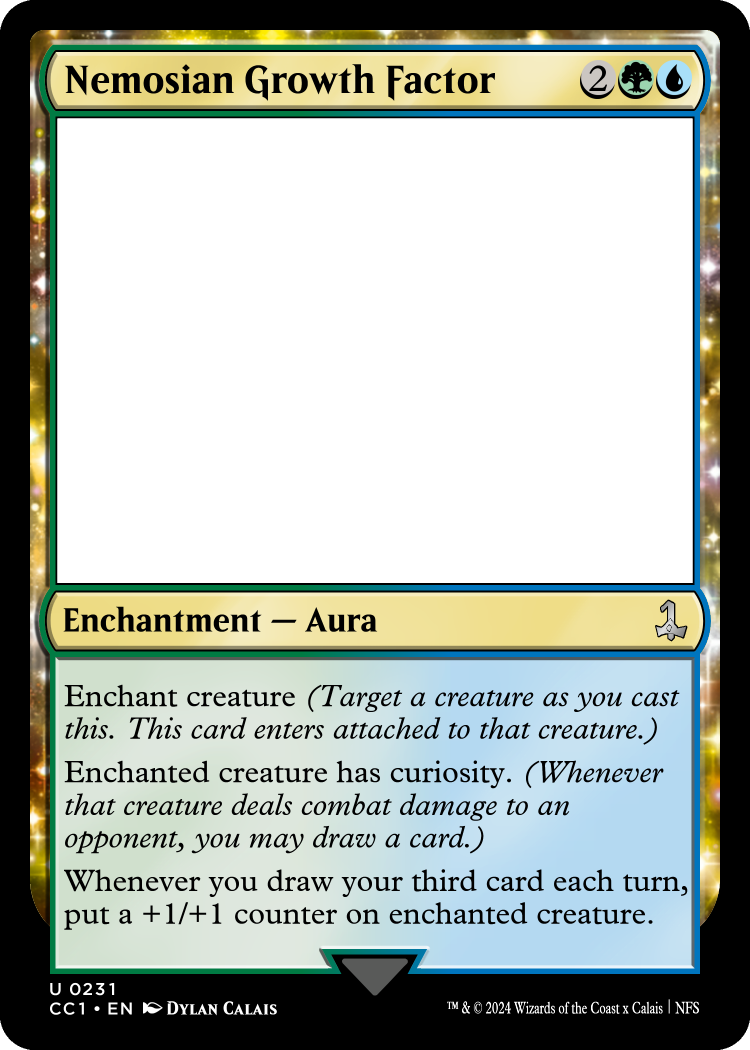 Nemosian Growth Factor 2
Enchantment — Aura
Enchant creature (Target a creature as you cast
this. This card enters attached to that creature.)
Enchanted creature has curiosity. (Whenever
that creature deals combat damage to an
opponent, you may draw a card.)
Whenever you draw your third card each turn,
put a +1/+1 counter on enchanted creature.
U 0231
CC1 • EN DYLAN CALAIS
™ & © 2024 Wizards of the Coast x Calais | NFS